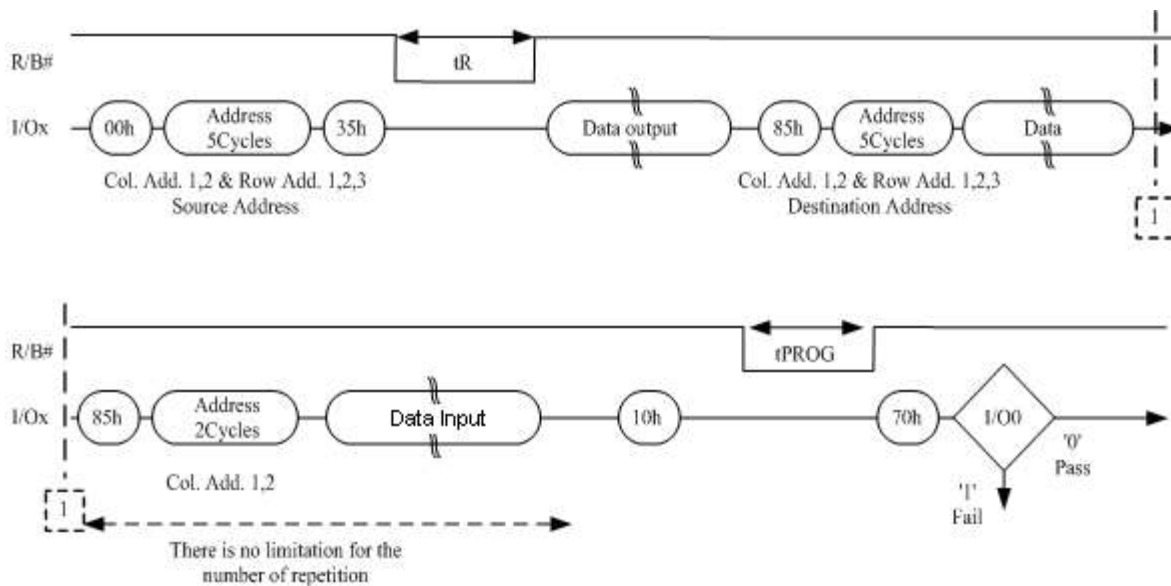 R/B#
tR
I/Ox
00h
Address
5Cycles
35h
Data output
85h
Address
5Cycles
Data
Col. Add. 1,2 & Row Add. 1,2,3
Source Address
Col. Add. 1,2 & Row Add. 1,2,3
Destination Address
1
R/B#
tPROG
I/Ox
85h
Address
2Cycles
Data Input
10h
70h
I/O0
'0'
Pass
Col. Add. 1,2
'1'
Fail
1
There is no limitation for the
number of repetition